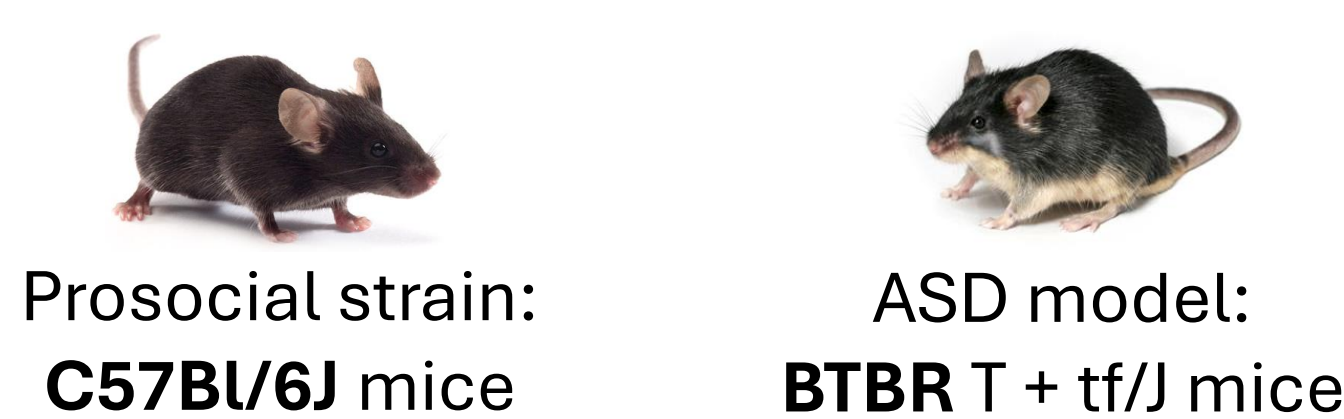 Prosocial strain:
C57Bl/6J mice
ASD model:
BTBR T + tf/J mice